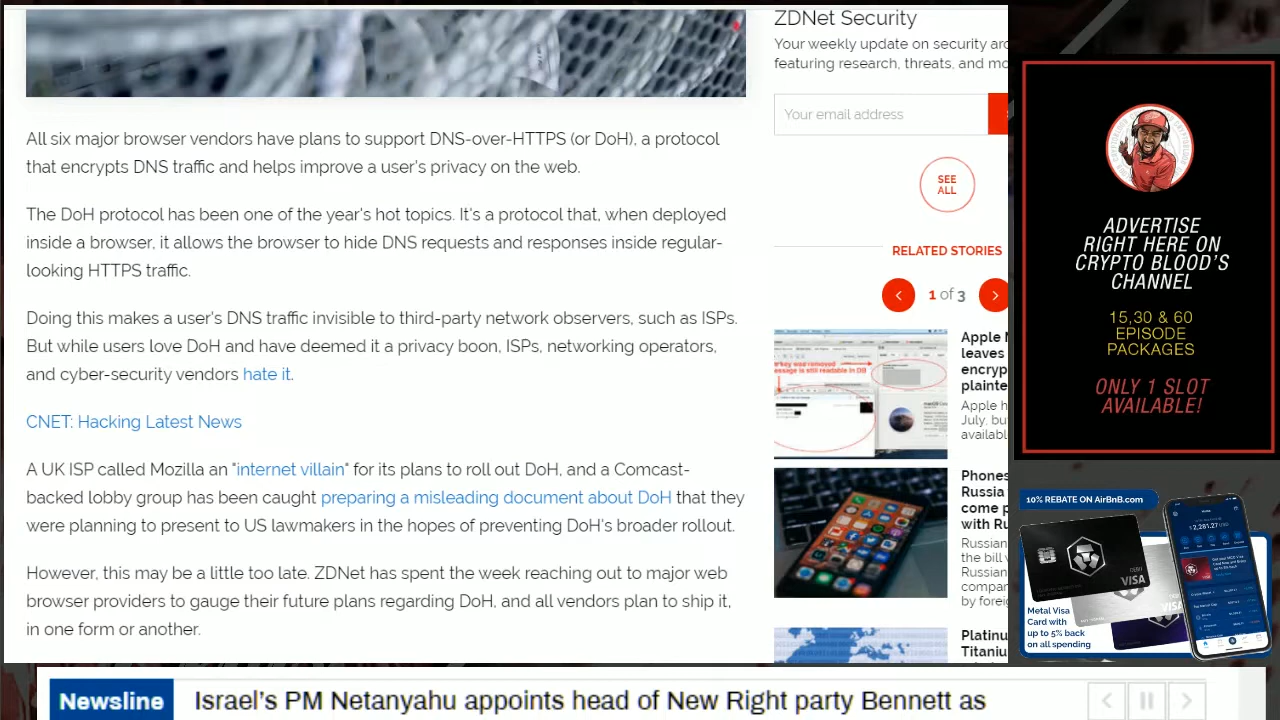 All six major browser vendors have plans to support DNS-over-HTTPS (or DoH), a protocol
that encrypts DNS traffic and helps improve a user's privacy on the web.
The DoH protocol has been one of the year's hot topics. It's a protocol that, when deployed
inside a browser, it allows the browser to hide DNS requests and responses inside regular-
looking HTTPS traffic.
Doing this makes a user's DNS traffic invisible to third-party network observers, such as ISPs.
But while users love DoH and have deemed it a privacy boon, ISPs, networking operators,
and cyber-security vendors hate it.
CNET: Hacking Latest News
A UK ISP called Mozilla an "internet villain" for its plans to roll out DoH, and a Comcast-
backed lobby group has been caught preparing a misleading document about DoH that they
were planning to present to US lawmakers in the hopes of preventing DoH's broader rollout.
However, this may be a little too late. ZDNet has spent the week reaching out to major web
browser providers to gauge their future plans regarding DoH, and all vendors plan to ship it,
in one form or another.
ZDNet Security
Your weekly update on security aro
featuring research, threats, and mo
Your email address
SEE
ALL
RELATED STORIES
1 of 3
Apple M
leaves
encryp
plainte
Apple h
July, bu
availabl
Phones
Russia
come p
with Ru
Russian
the bill
Russian
compan
by foreig
Platinu
Titaniu
ADVERTISE
RIGHT HERE ON
CRYPTO BLOOD'S
CHANNEL
15,30 & 60
EPISODE
PACKAGES
ONLY 1 SLOT
AVAILABLE!
10% REBATE ON AirBnB.com
DEBIT
VISA
Metal Visa
Card with
up to 5% back
on all spending
Newsline
Israel's PM Netanyahu appoints head of New Right party Bennett as